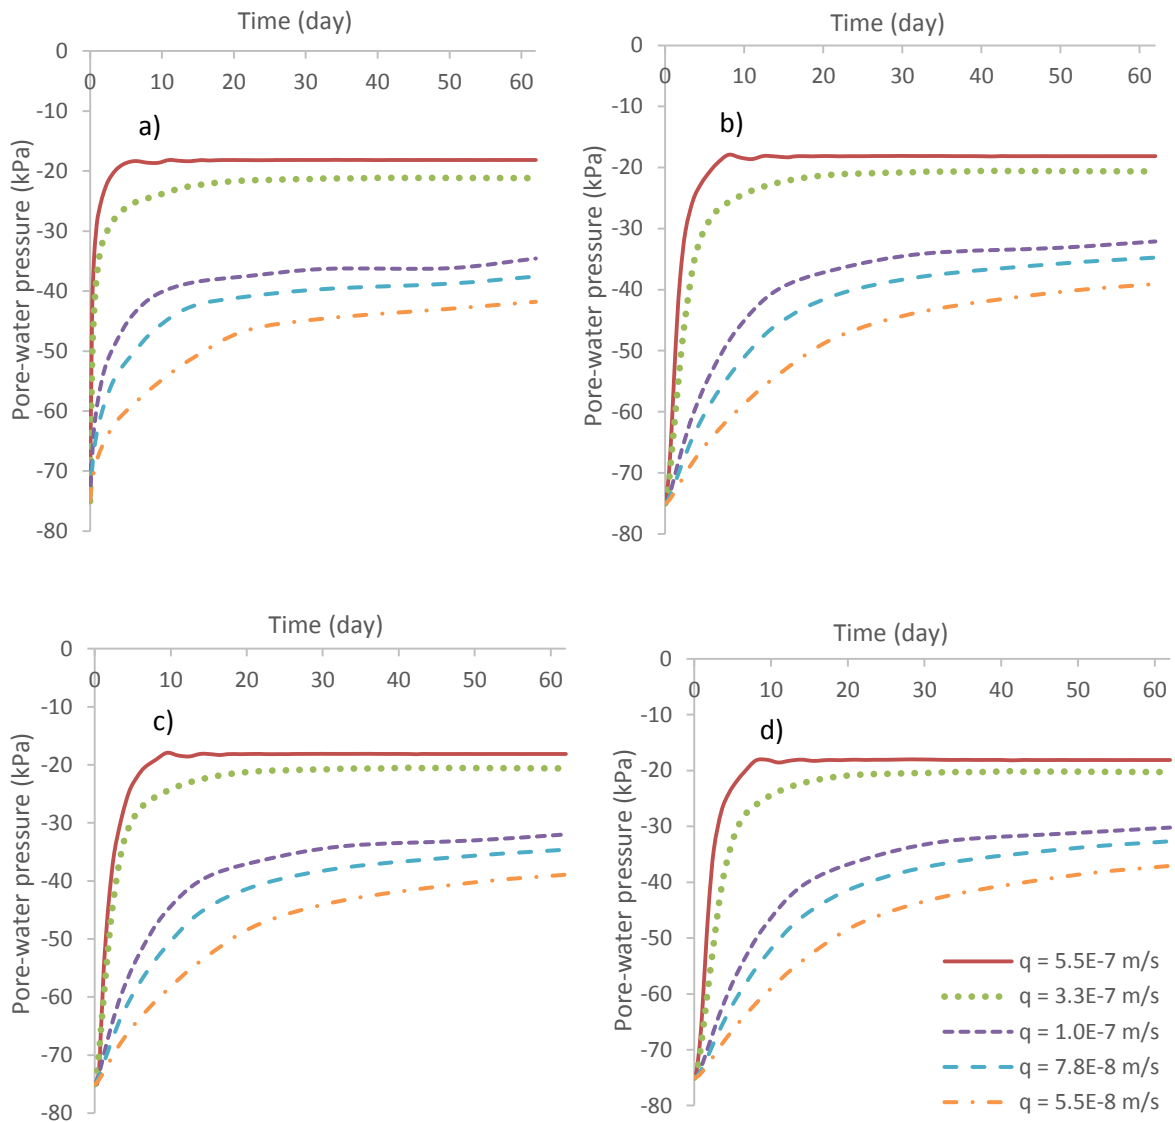 Time (day)
0
0 10 20 30 40 50 60
-10
-20
-30
-40
-50
-60
-70
-80
Pore-water pressure (kPa)
a)
Time (day)
0
0 10 20 30 40 50 60
-10
-20
-30
-40
-50
-60
-70
-80
Pore-water pressure (kPa)
b)
Time (day)
0
0 10 20 30 40 50 60
-10
-20
-30
-40
-50
-60
-70
-80
Pore-water pressure (kPa)
c)
Time (day)
0
0 10 20 30 40 50 60
-10
-20
-30
-40
-50
-60
-70
-80
Pore-water pressure (kPa)
d)
q = 5.5E-7 m/s
q = 3.3E-7 m/s
q = 1.0E-7 m/s
q = 7.8E-8 m/s
q = 5.5E-8 m/s